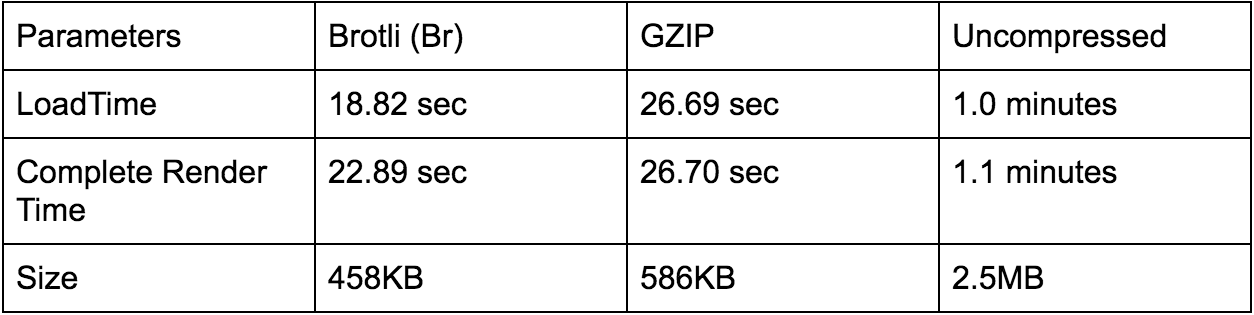 Parameters Brotli (Br) GZIP Uncompressed
LoadTime 18.82 sec 26.69 sec 1.0 minutes
Complete Render 22.89 sec 26.70 sec 1.1 minutes
Time
Size 458KB 586KB 2.5MB